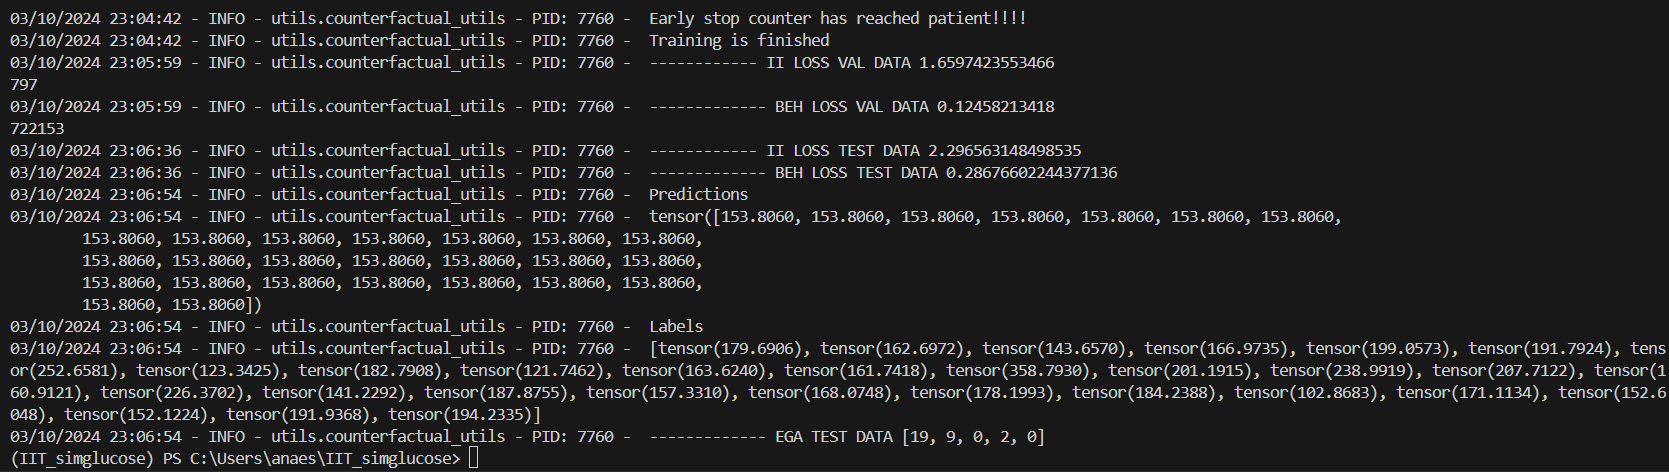 03/10/2024 23:04:42 - INFO - utils.counterfactual_utils - PID: 7760 -  Early stop counter has reached patient!!!!
03/10/2024 23:04:42 - INFO - utils.counterfactual_utils - PID: 7760 -  Training is finished
03/10/2024 23:05:59 - INFO - utils.counterfactual_utils - PID: 7760 -  ------------ II LOSS VAL DATA 1.6597423553466
797
03/10/2024 23:05:59 - INFO - utils.counterfactual_utils - PID: 7760 -  ------------- BEH LOSS VAL DATA 0.12458213418
722153
03/10/2024 23:06:36 - INFO - utils.counterfactual_utils - PID: 7760 -  ------------ II LOSS TEST DATA 2.296563148498535
03/10/2024 23:06:36 - INFO - utils.counterfactual_utils - PID: 7760 -  ------------- BEH LOSS TEST DATA 0.28676602244377136
03/10/2024 23:06:54 - INFO - utils.counterfactual_utils - PID: 7760 -  Predictions
03/10/2024 23:06:54 - INFO - utils.counterfactual_utils - PID: 7760 -  tensor([153.8060, 153.8060, 153.8060, 153.8060, 153.8060, 153.8060, 153.8060,
        153.8060, 153.8060, 153.8060, 153.8060, 153.8060, 153.8060, 153.8060,
        153.8060, 153.8060, 153.8060, 153.8060, 153.8060, 153.8060, 153.8060,
        153.8060, 153.8060, 153.8060, 153.8060, 153.8060, 153.8060, 153.8060,
        153.8060, 153.8060])
03/10/2024 23:06:54 - INFO - utils.counterfactual_utils - PID: 7760 -  Labels
03/10/2024 23:06:54 - INFO - utils.counterfactual_utils - PID: 7760 -  [tensor(179.6906), tensor(162.6972), tensor(143.6570), tensor(166.9735), tensor(199.0573), tensor(191.7924), tens
or(252.6581), tensor(123.3425), tensor(182.7908), tensor(121.7462), tensor(163.6240), tensor(161.7418), tensor(358.7930), tensor(201.1915), tensor(238.9919), tensor(207.7122), tensor(1
60.9121), tensor(226.3702), tensor(141.2292), tensor(187.8755), tensor(157.3310), tensor(168.0748), tensor(178.1993), tensor(184.2388), tensor(102.8683), tensor(171.1134), tensor(152.6
048), tensor(152.1224), tensor(191.9368), tensor(194.2335)]
03/10/2024 23:06:54 - INFO - utils.counterfactual_utils - PID: 7760 -  ------------- EGA TEST DATA [19, 9, 0, 2, 0]
(IIT_simglucose) PS C:\Users\anaes\IIT_simglucose>